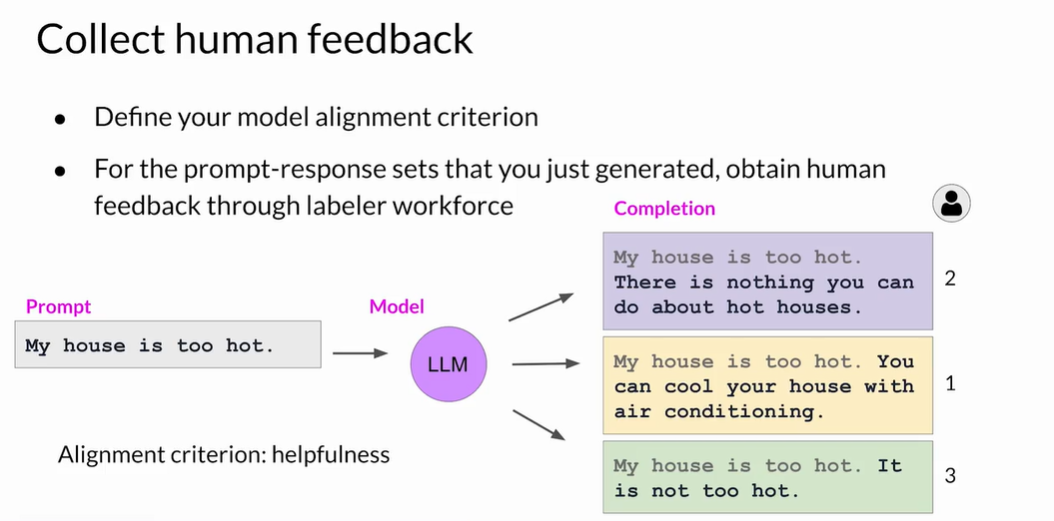 Collect human feedback
● Define your model alignment criterion
● For the prompt-response sets that you just generated, obtain human
feedback through labeler workforce
Prompt
My house is too hot.
Model
LLM
Alignment criterion: helpfulness
Completion
My house is too hot.
There is nothing you can
do about hot houses.
2
My house is too hot. You
can cool your house with
air conditioning.
1
My house is too hot. It
is not too hot.
3